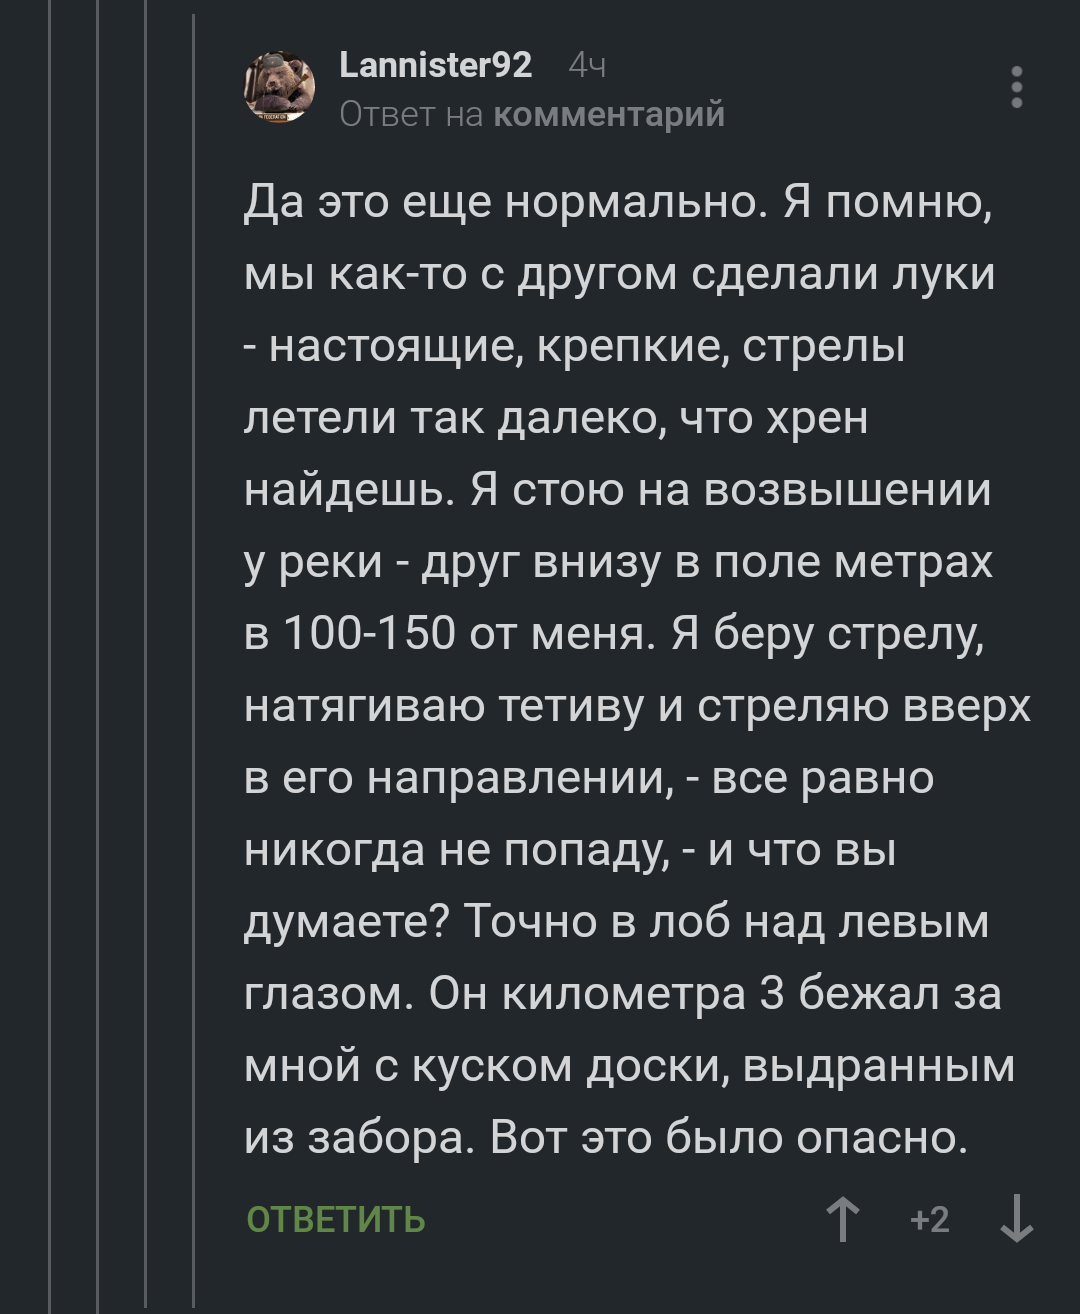 Lannister92 4ч
Ответ на комментарий
Да это еще нормально. Я помню,
мы как-то с другом сделали луки
- настоящие, крепкие, стрелы
летели так далеко, что хрен
найдешь. Я стою на возвышении
у реки - друг внизу в поле метрах
в 100-150 от меня. Я беру стрелу,
натягиваю тетиву и стреляю вверх
в его направлении, - все равно
никогда не попаду, - и что вы
думаете? Точно в лоб над левым
глазом. Он километра 3 бежал за
мной с куском доски, выдранным
из забора. Вот это было опасно.
ОТВЕТИТЬ +2